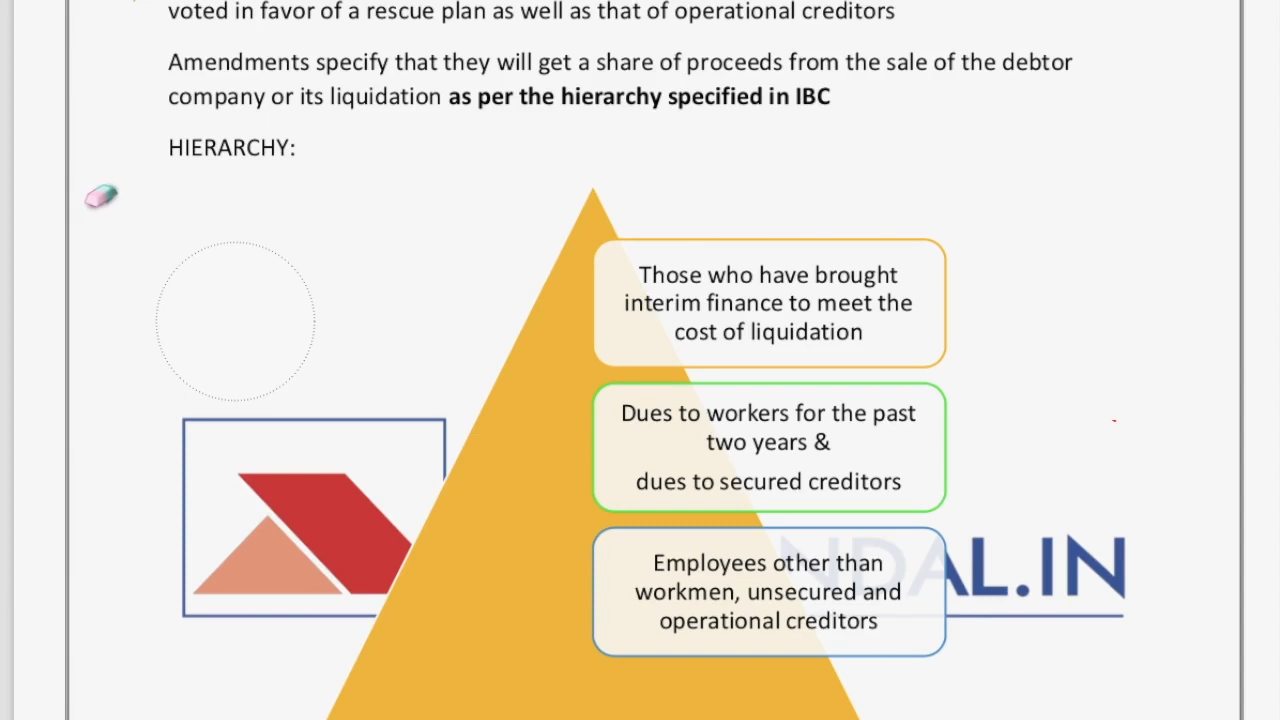 voted in favor of a rescue plan as well as that of operational creditors
Amendments specify that they will get a share of proceeds from the sale of the debtor
company or its liquidation as per the hierarchy specified in IBC
HIERARCHY:
Those who have brought
interim finance to meet the
cost of liquidation
Dues to workers for the past
two years &
dues to secured creditors
Employees other than
workmen, unsecured and
operational creditors
NDAL.IN